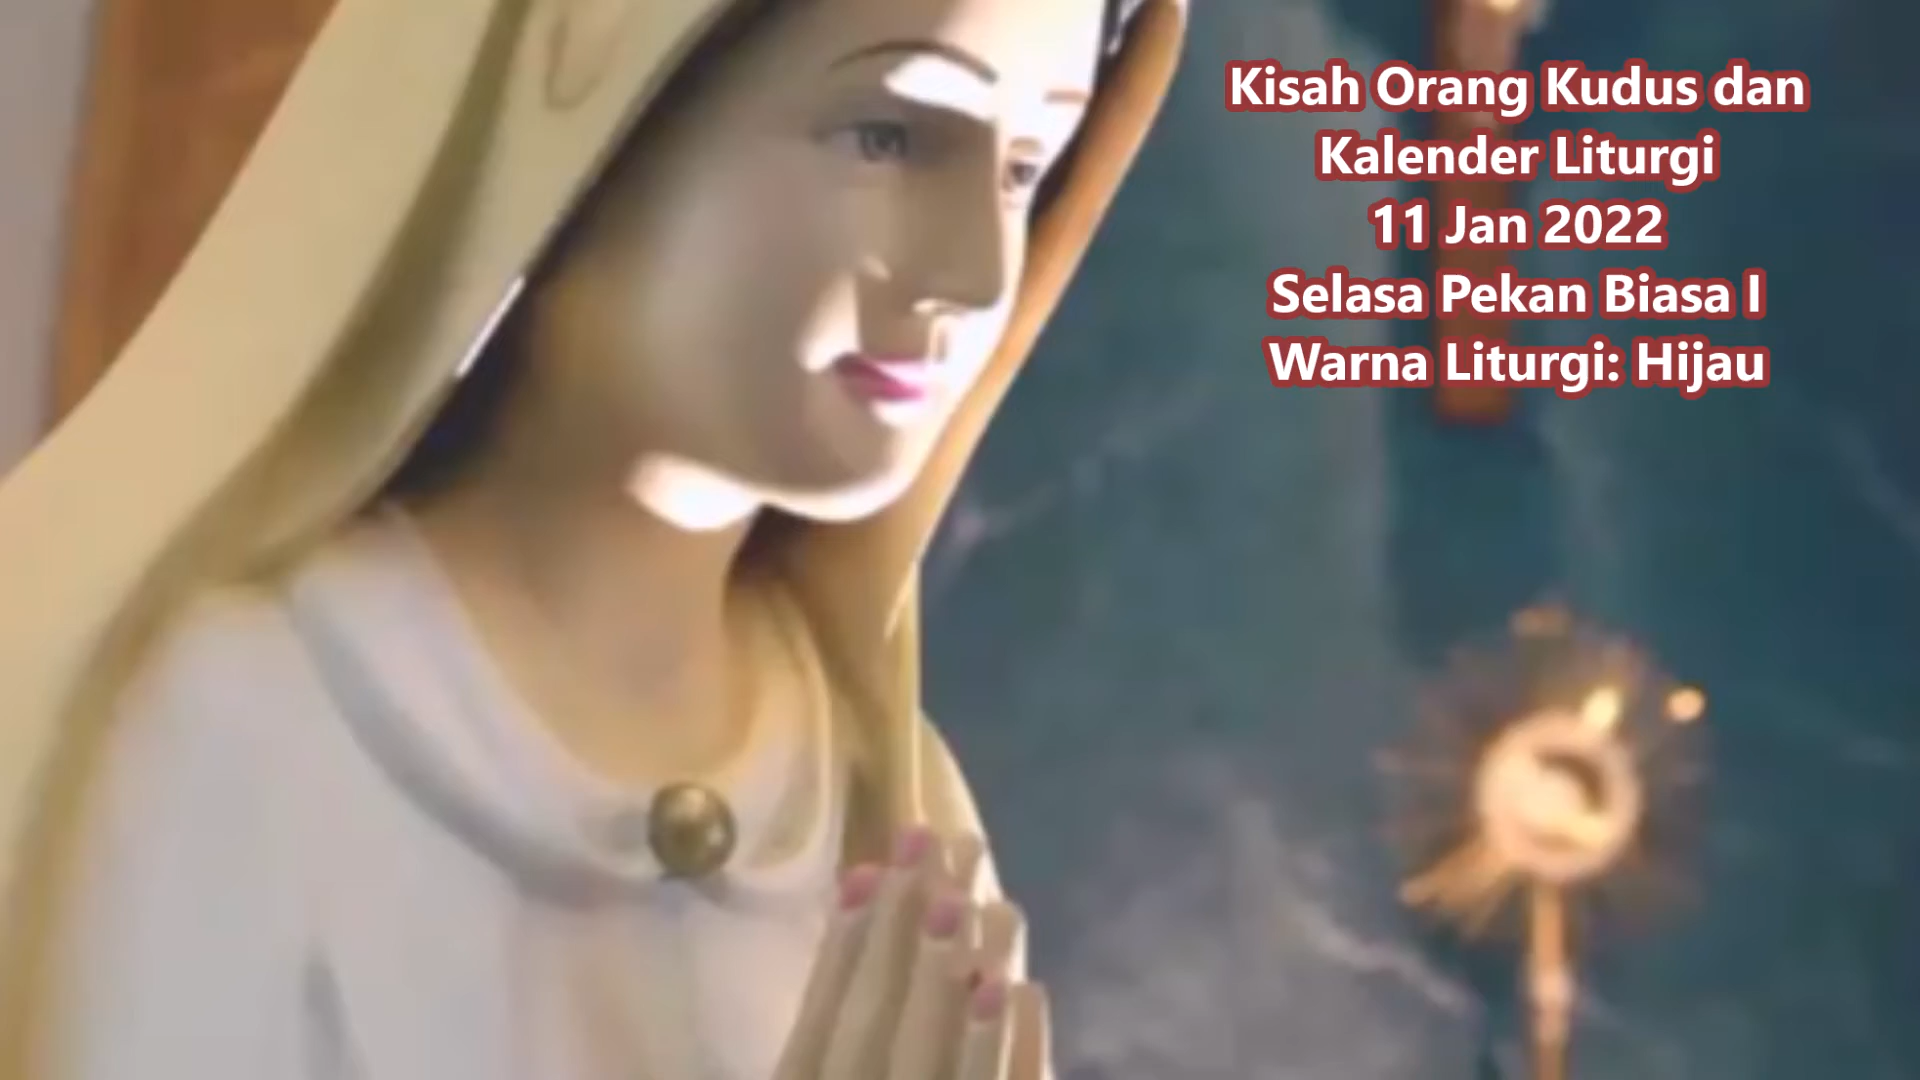 Kisah Orang Kudus dan
Kalender Liturgi
11 Jan 2022
Selasa Pekan Biasa I
Warna Liturgi: Hijau